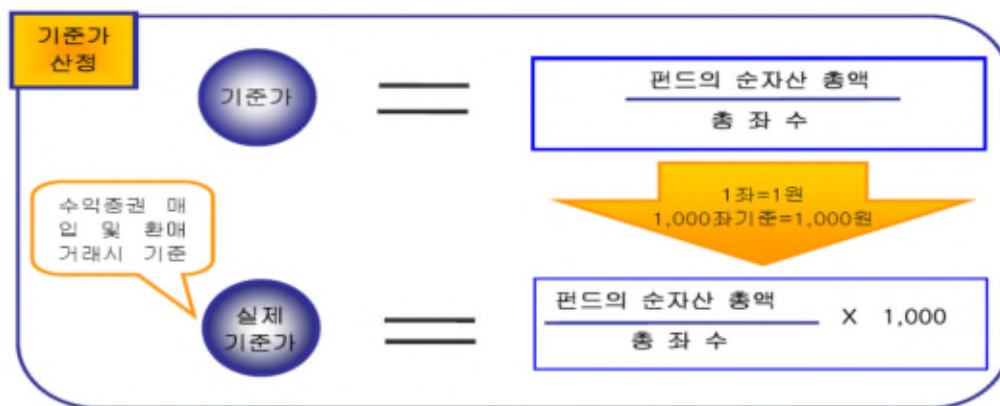 기준가
산정
기준가
펀드의 순자산 총액
총 좌 수
1좌=1원
1,000좌기준=1,000원
수익증권 매
입 및 환매
거래시 기준
실제
기준가
펀드의 순자산 총액
총 좌 수
X 1,000